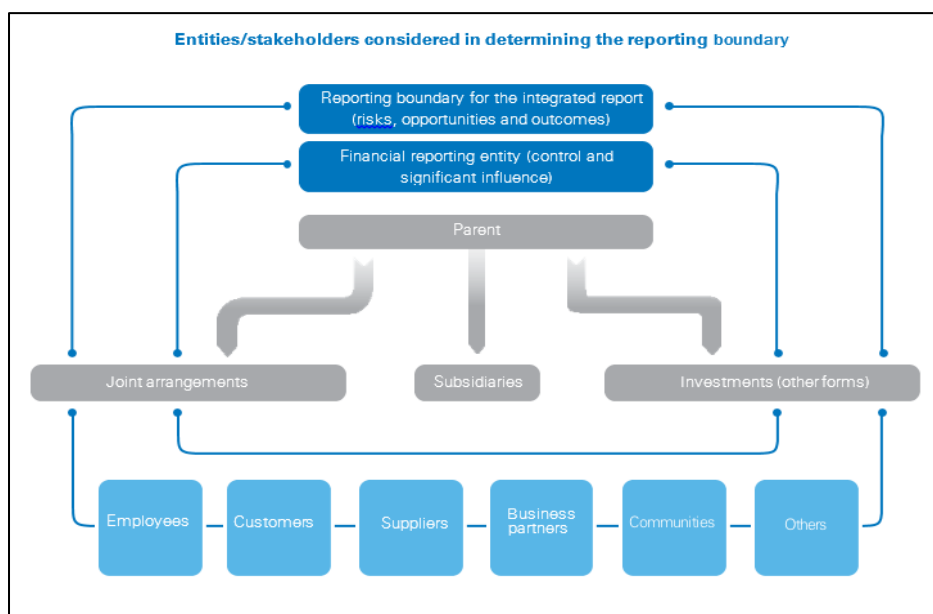 Entities/stakeholders considered in determining the reporting boundary
Reporting boundary for the integrated report
(risks, opportunities and outcomes)
Financial reporting entity (control and
significant influence)
Parent
Joint arrangements
Subsidiaries
Investments (other forms)
Employees
Customers
Suppliers
Business
partners
Communities
Others